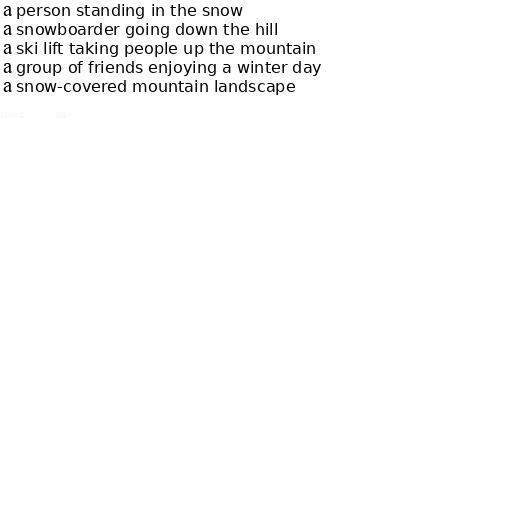 a person standing in the snow
a snowboarder going down the hill
a ski lift taking people up the mountain
a group of friends enjoying a winter day
a snow-covered mountain landscape